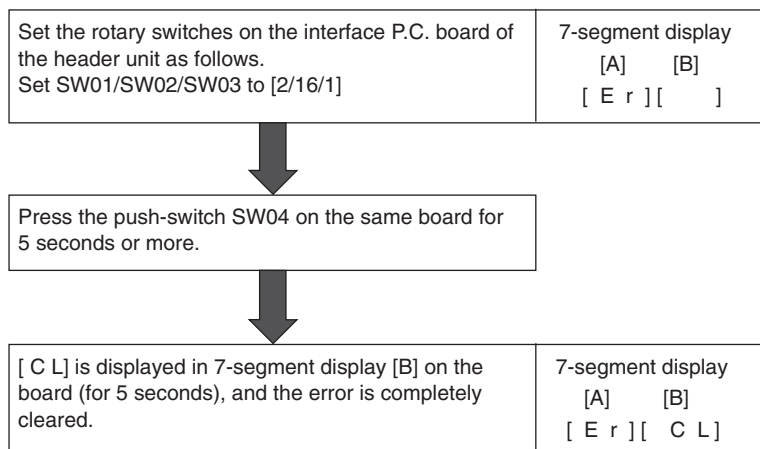 Set the rotary switches on the interface P.C. board of
the header unit as follows.
Set SW01/SW02/SW03 to [2/16/1]
7-segment display
[A] [B]
[ E r ] [ ]
Press the push-switch SW04 on the same board for
5 seconds or more.
[ C L] is displayed in 7-segment display [B] on the
board (for 5 seconds), and the error is completely
cleared.
7-segment display
[A] [B]
[ E r ] [ C L ]